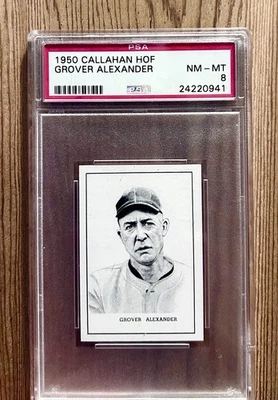 PSA
1950 CALLAHAN HOF
GROVER ALEXANDER
NM - MT
8
24220941
GROVER ALEXANDER